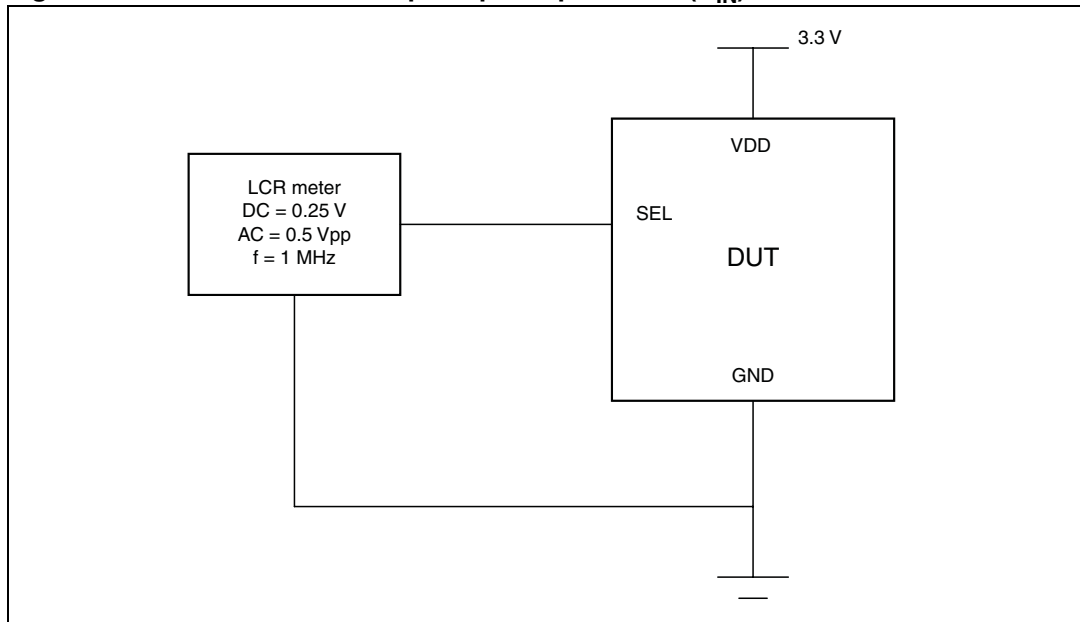 3.3 V
VDD
LCR meter
DC = 0.25 V
AC = 0.5 Vpp
f = 1 MHz
SEL
DUT
GND